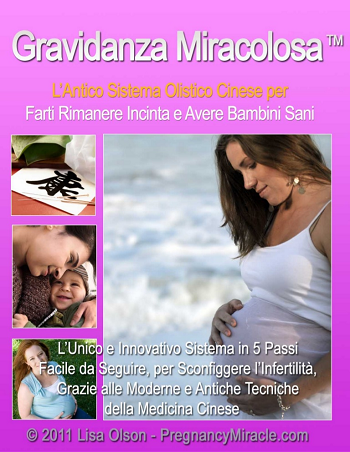 Gravidanza Miracolosa™
L'Antico Sistema Olistico Cinese per
Farti Rimanere Incinta e Avere Bambini Sani
L'Unico e Innovativo Sistema in 5 Passi
Facile da Seguire, per Sconfiggere l'Infertilità,
Grazie alle Moderne e Antiche Tecniche
della Medicina Cinese
© 2011 Lisa Olson - PregnancyMiracle.com